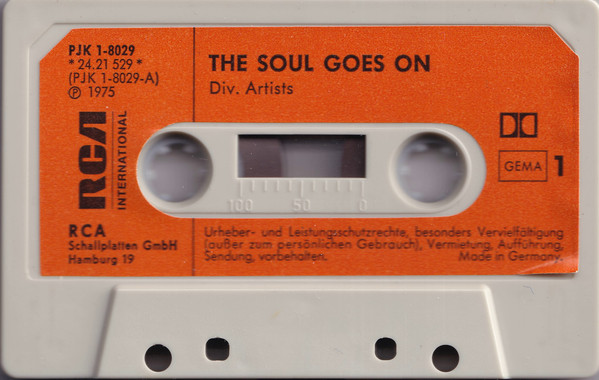 PJK 1-8029
* 24.21 529 *
(PJK 1-8029-A)
℗ 1975
THE SOUL GOES ON
Div. Artists
RCA
INTERNATIONAL
GEMA
1
100 50 0
RCA
Schallplatten GmbH
Hamburg 19
Urheber- und Leistungsschutzrechte, besonders Vervielfältigung
(außer zum persönlichen Gebrauch), Vermietung, Aufführung,
Sendung, vorbehalten. Made in Germany.